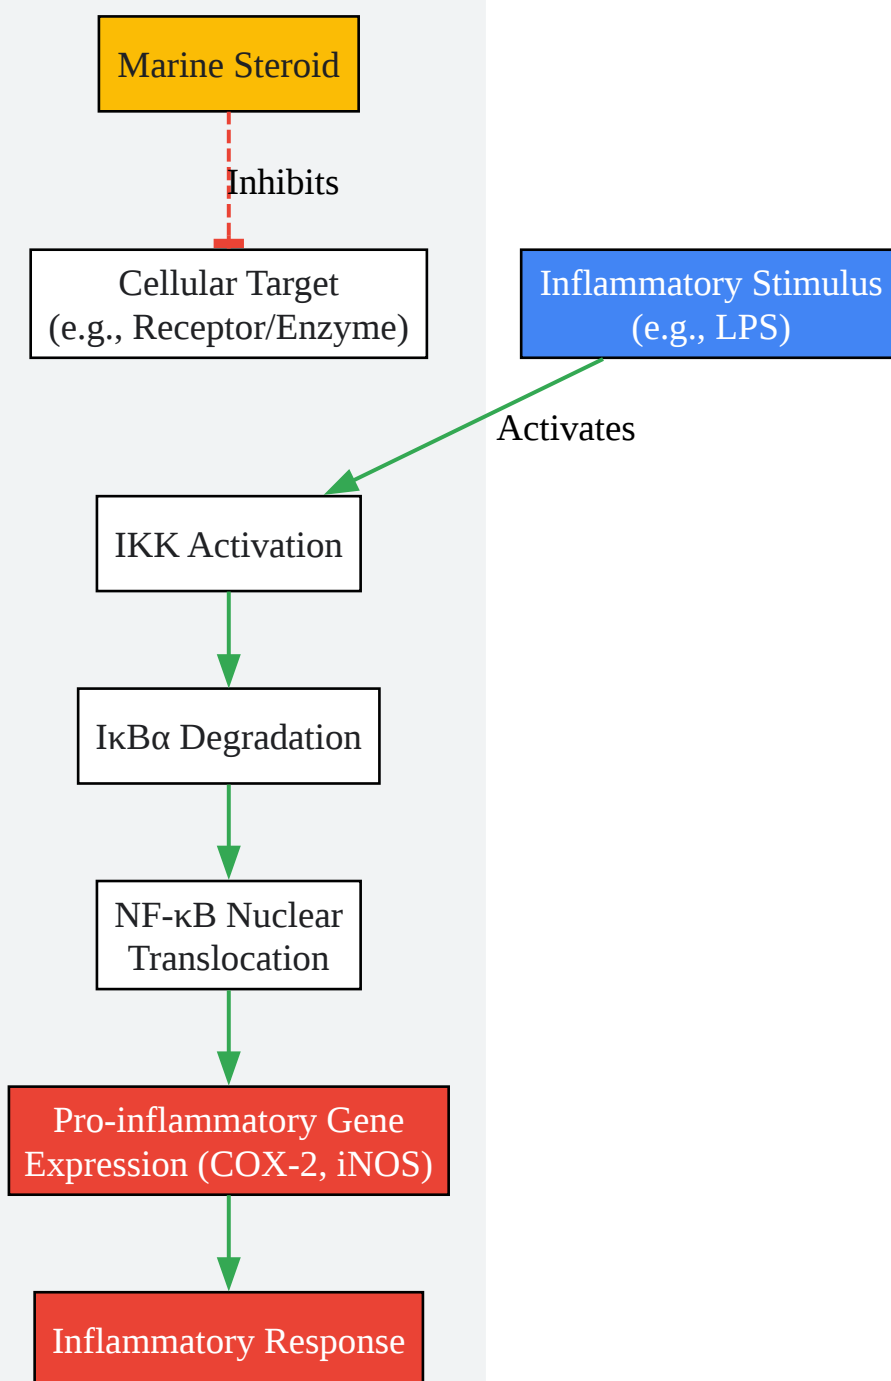 Marine Steroid
Inhibits
Cellular Target
(e.g., Receptor/Enzyme)
Inflammatory Stimulus
(e.g., LPS)
Activates
IKK Activation
IκBα Degradation
NF-κB Nuclear
Translocation
Pro-inflammatory Gene
Expression (COX-2, iNOS)
Inflammatory Response